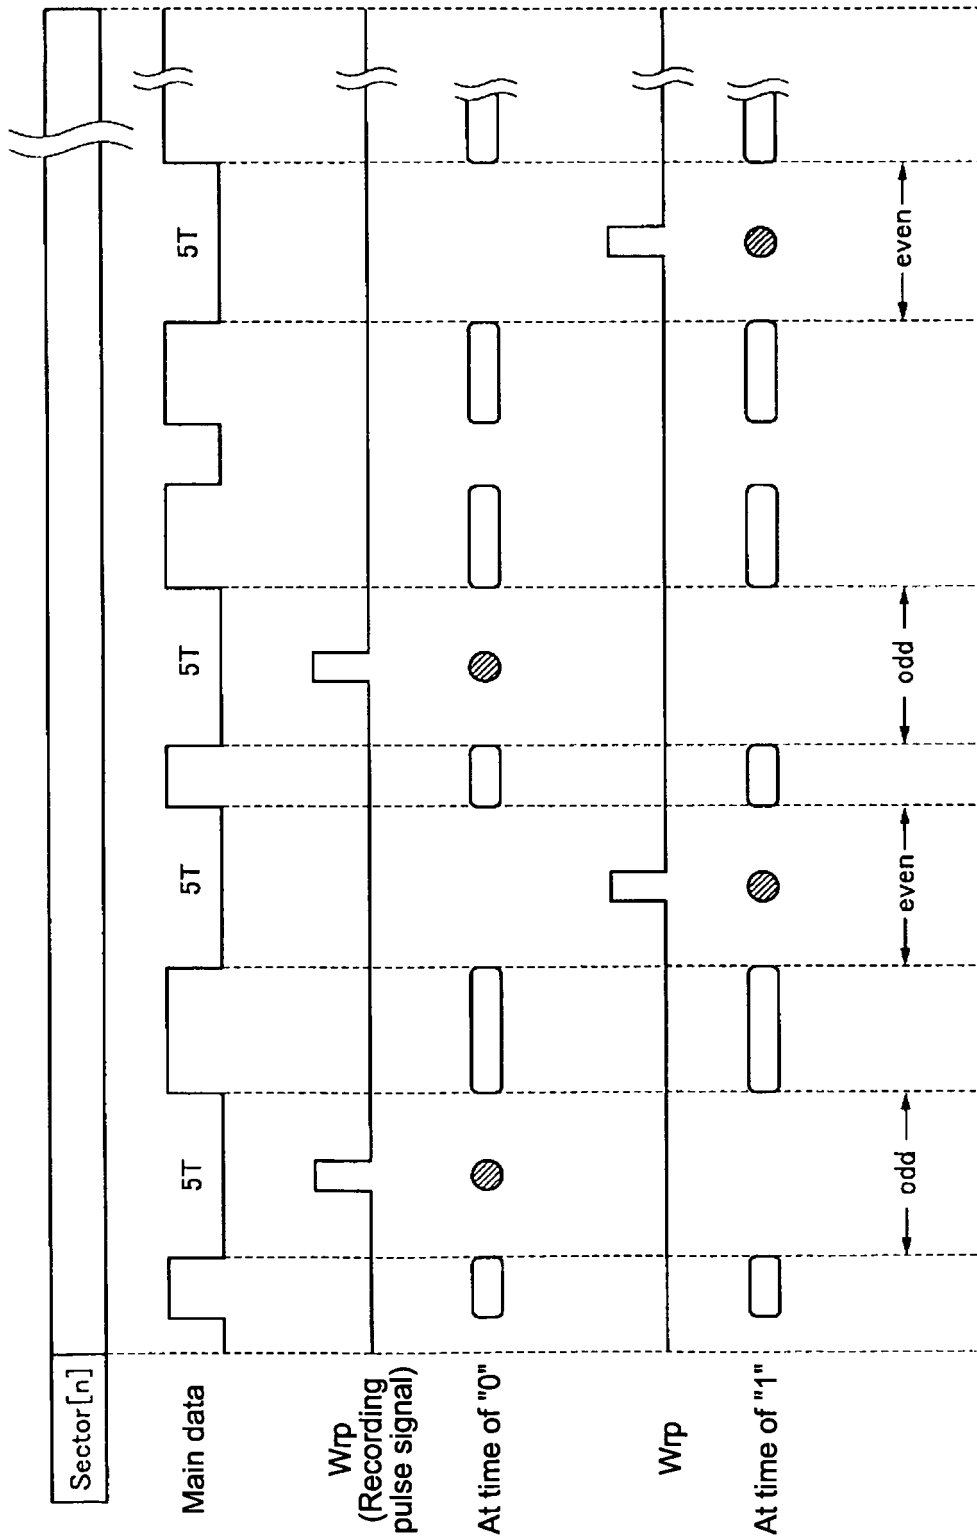 Sector[n]
Main data
5T
5T
5T
5T
Wrp
(Recording
pulse signal)
At time of "0"
Wrp
At time of "1"
odd
even
odd
even